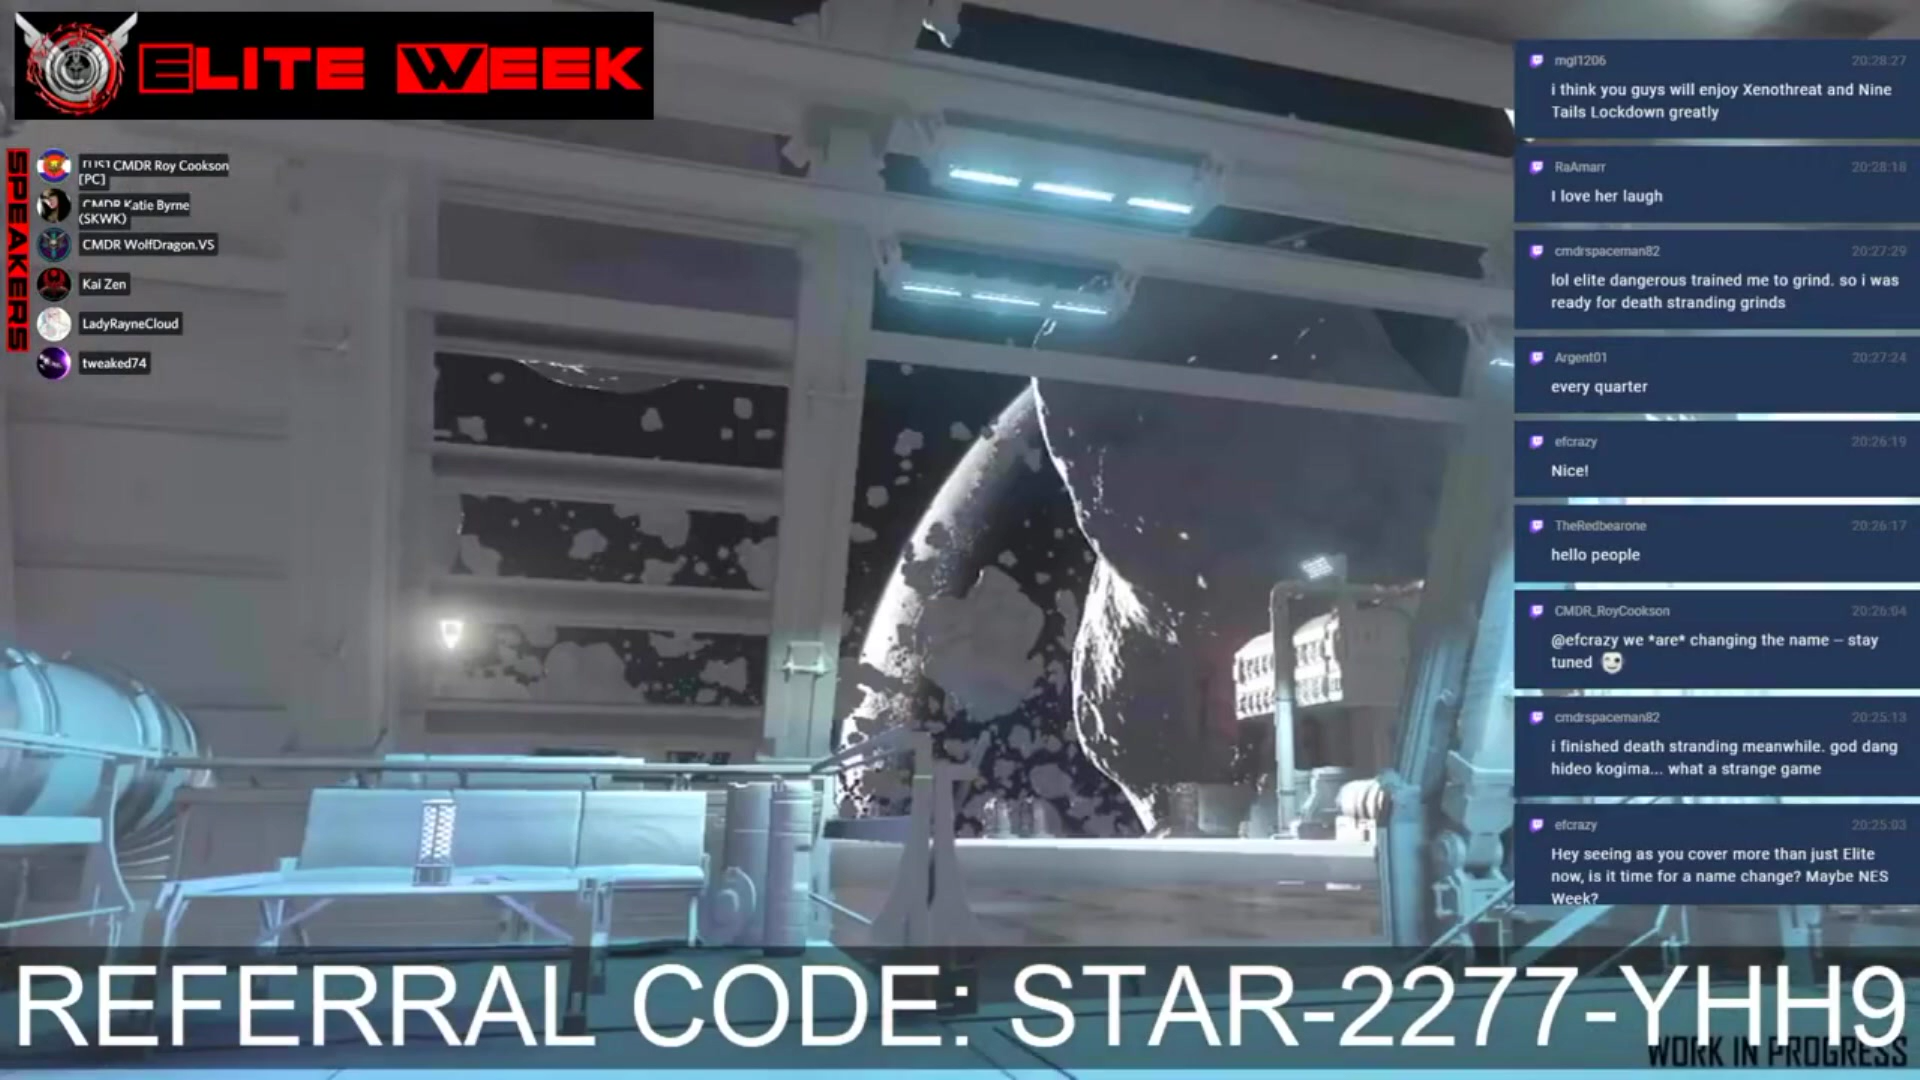 ELITE WEEK
SPEAKERS
[US] CMDR Roy Cookson
[PC]
CMDR Katie Byrne
(SKWK)
CMDR WolfDragon.VS
Kai Zen
LadyRayneCloud
tweaked74
mgl1206 20:28:27
i think you guys will enjoy Xenothreat and Nine
Tails Lockdown greatly
RaAmarr 20:28:18
I love her laugh
cmdrspaceman82 20:27:29
lol elite dangerous trained me to grind. so i was
ready for death stranding grinds
Argent01 20:27:24
every quarter
efcrazy 20:26:19
Nice!
TheRedbearone 20:26:17
hello people
CMDR_RoyCookson 20:26:04
@efcrazy we *are* changing the name – stay
tuned
cmdrspaceman82 20:25:13
i finished death stranding meanwhile. god dang
hideo kogima... what a strange game
efcrazy 20:25:03
Hey seeing as you cover more than just Elite
now, is it time for a name change? Maybe NES
Week?
REFERRAL CODE: STAR-2277-YHH9
WORK IN PROGRESS